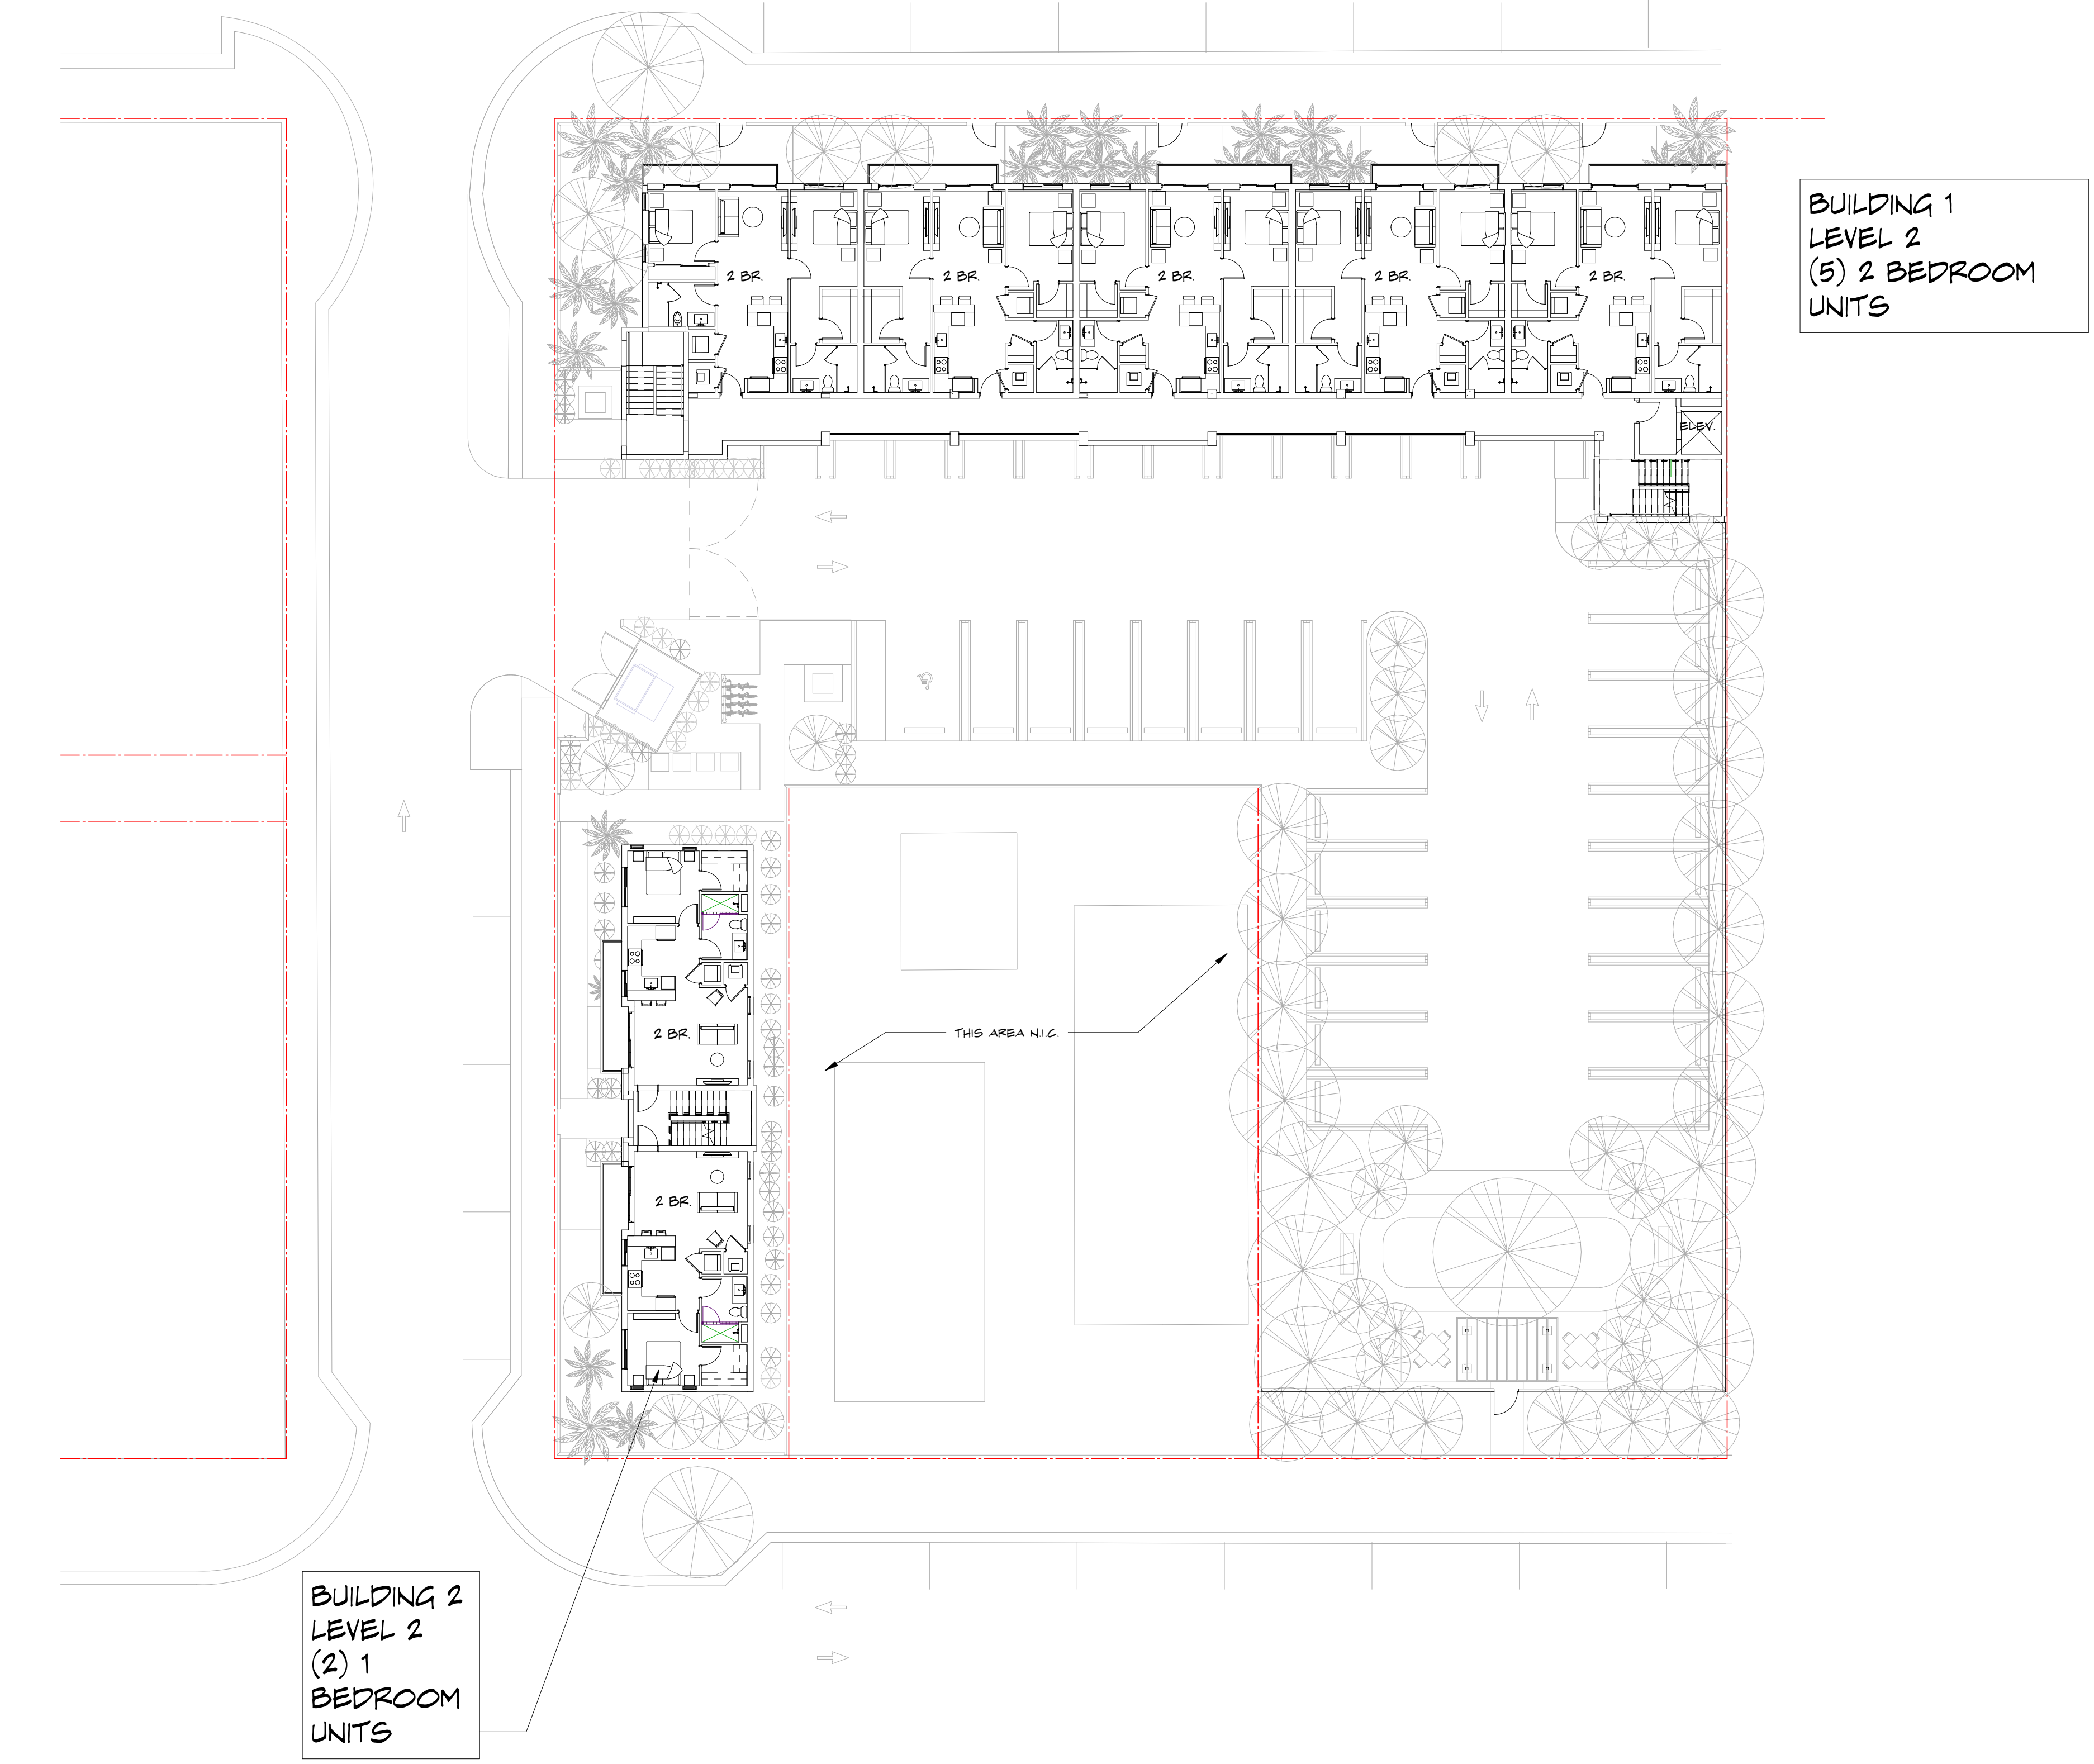 BUILDING 1
LEVEL 2
(5) 2 BEDROOM
UNITS
2 BR.
2 BR.
2 BR.
2 BR.
2 BR.
ELEV.
2 BR.
THIS AREA N.I.C.
2 BR.
BUILDING 2
LEVEL 2
(2) 1
BEDROOM
UNITS